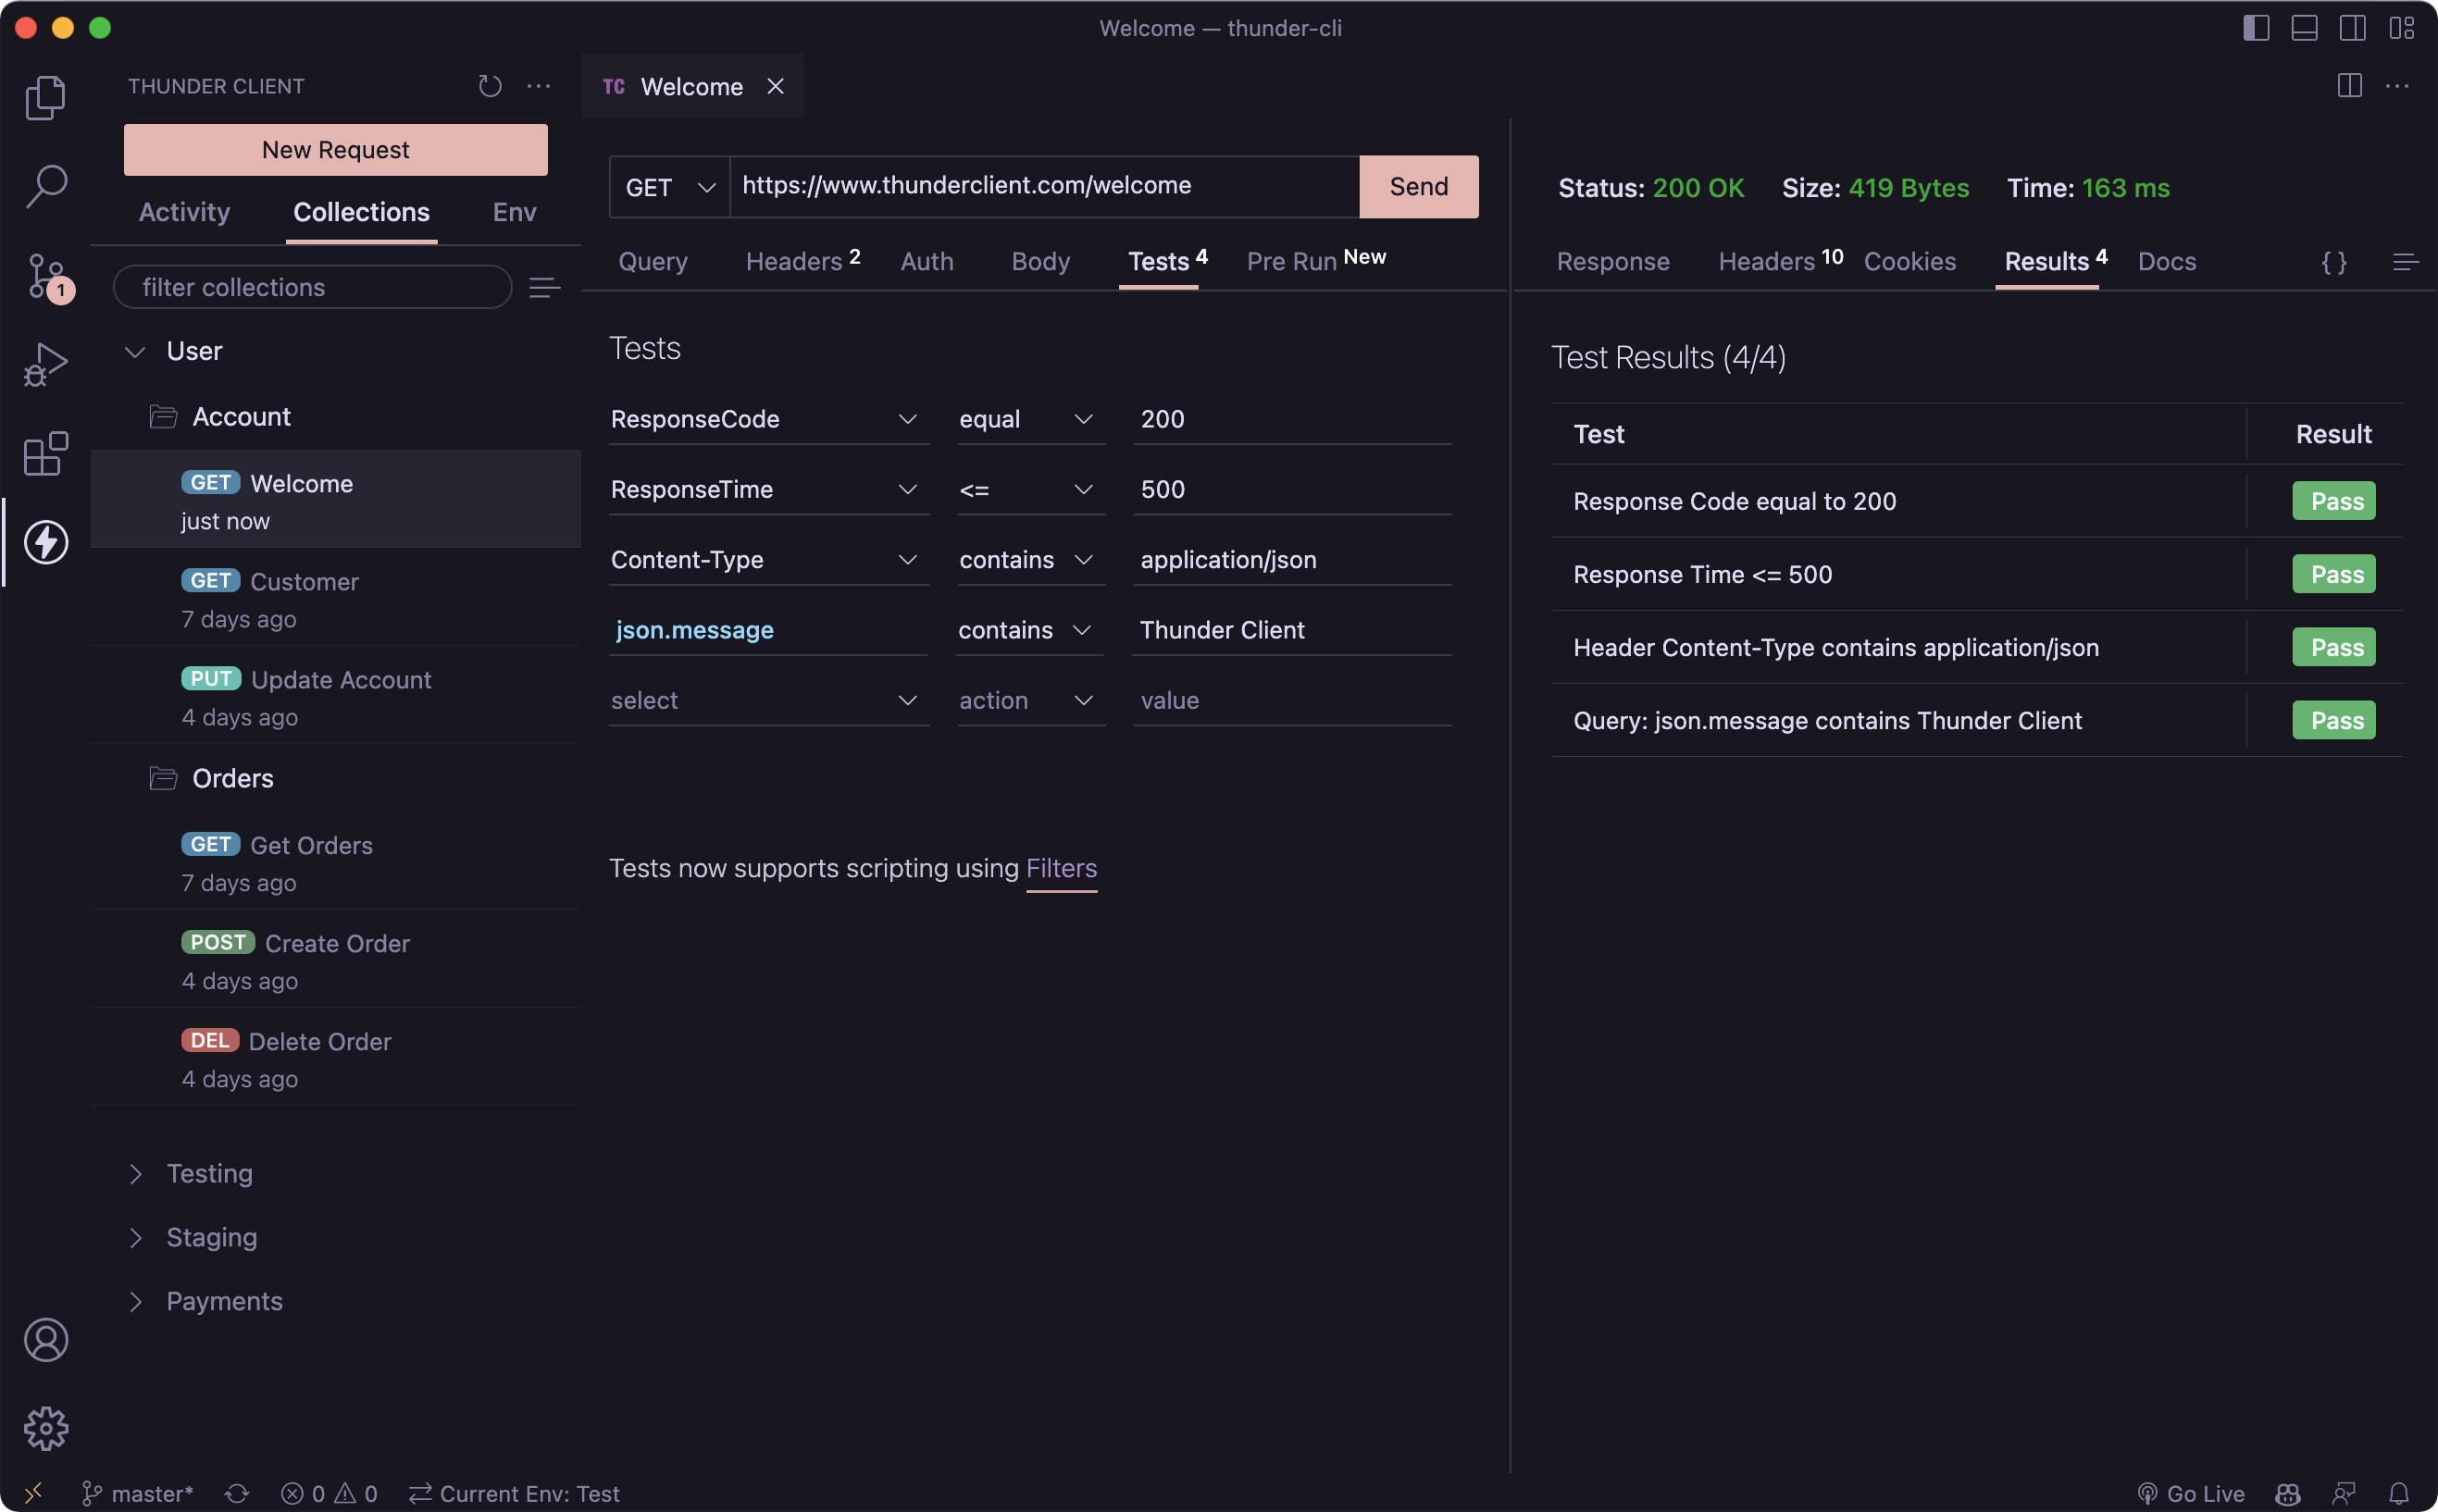 Welcome — thunder-cli
THUNDER CLIENT
New Request
Activity Collections Env
filter collections
1
User
Account
GET Welcome
just now
GET Customer
7 days ago
PUT Update Account
4 days ago
Orders
GET Get Orders
7 days ago
POST Create Order
4 days ago
DEL Delete Order
4 days ago
Testing
Staging
Payments
TC Welcome
GET https://www.thunderclient.com/welcome Send
Query Headers 2 Auth Body Tests 4 Pre Run New
Tests
ResponseCode equal 200
ResponseTime <= 500
Content-Type contains application/json
json.message contains Thunder Client
select action value
Tests now supports scripting using Filters
Status: 200 OK Size: 419 Bytes Time: 163 ms
Response Headers 10 Cookies Results 4 Docs { }
Test Results (4/4)
Test Result
Response Code equal to 200 Pass
Response Time <= 500 Pass
Header Content-Type contains application/json Pass
Query: json.message contains Thunder Client Pass
master* 0 0 Current Env: Test Go Live